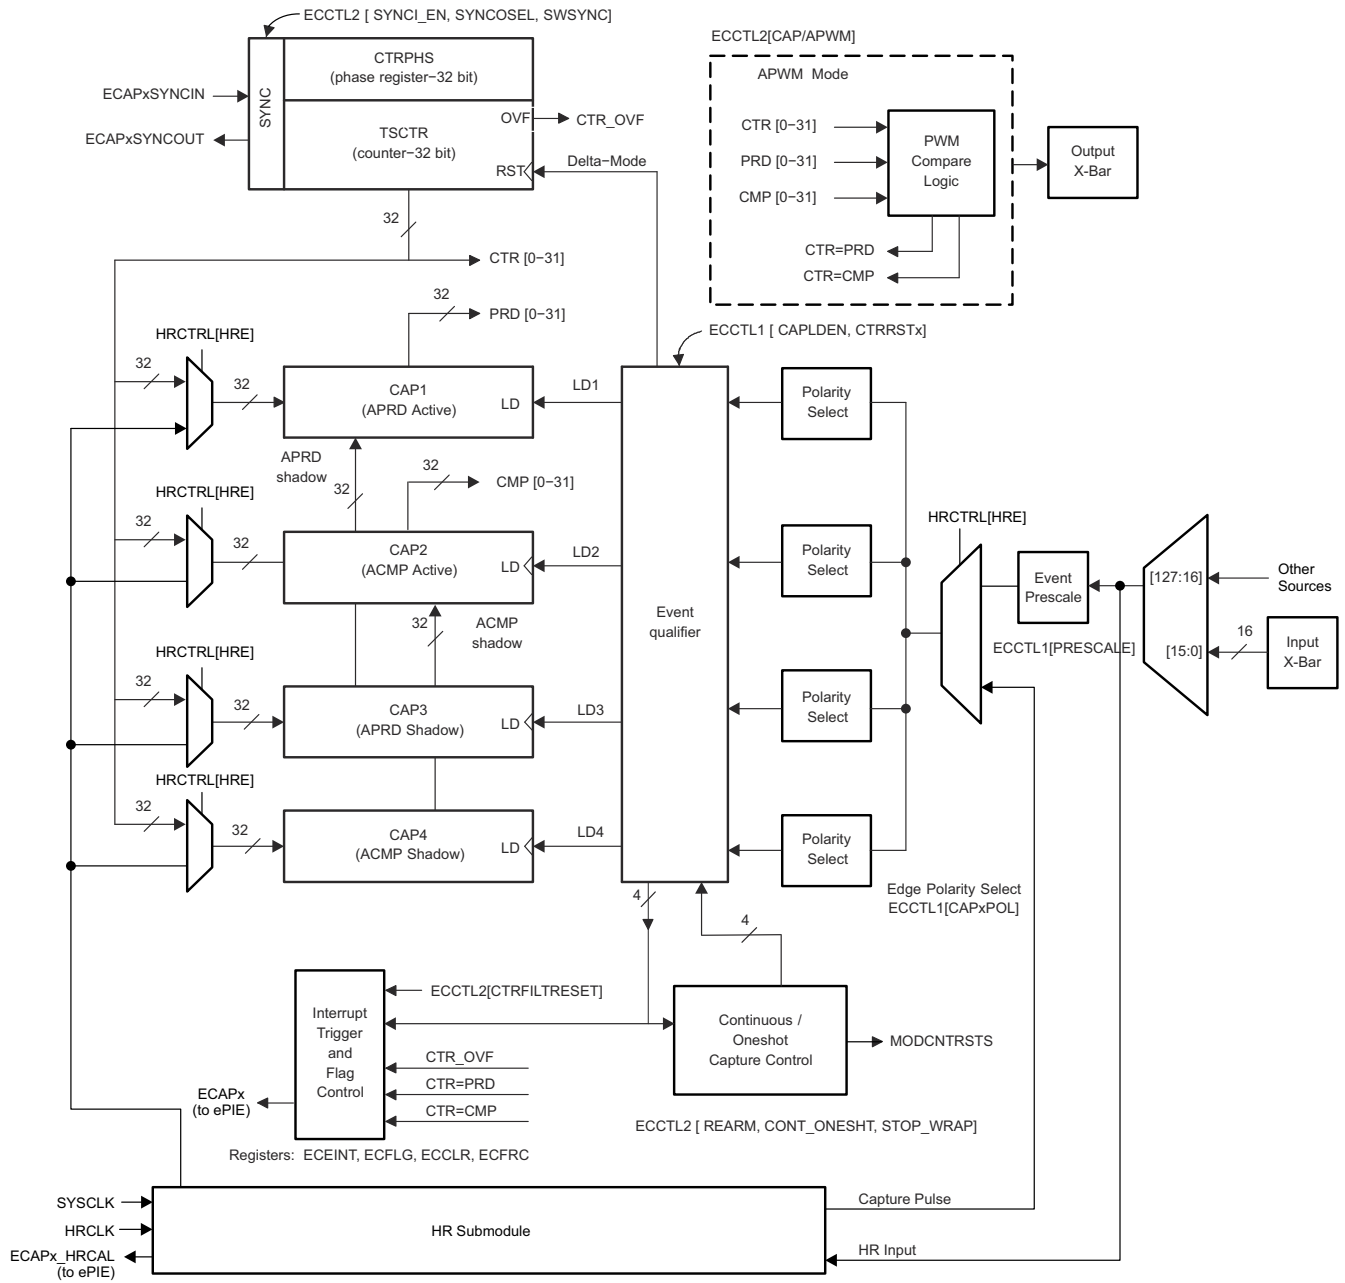 ECCTL2 [ SYNCI_EN, SYNCOSEL, SWSYNC]
SYNC
CTRPHS
(phase register−32 bit)
ECAPxSYNCIN
ECAPxSYNCOUT
TSCTR
(counter−32 bit)
OVF
CTR_OVF
RST
Delta−Mode
32
CTR [0−31]
32
PRD [0−31]
ECCTL2[CAP/APWM]
APWM Mode
CTR [0−31]
PRD [0−31]
CMP [0−31]
PWM
Compare
Logic
CTR=PRD
CTR=CMP
Output
X-Bar
ECCTL1 [ CAPLDEN, CTRRSTx]
HRCTRL[HRE]
32
32
CAP1
(APRD Active)
LD
LD1
Polarity
Select
APRD
shadow
32
32
CMP [0−31]
HRCTRL[HRE]
32
32
CAP2
(ACMP Active)
LD
LD2
Polarity
Select
32
ACMP
shadow
Event
qualifier
HRCTRL[HRE]
Event
Prescale
ECCTL1[PRESCALE]
[127:16]
[15:0]
Other
Sources
16
Input
X-Bar
HRCTRL[HRE]
32
32
CAP3
(APRD Shadow)
LD
LD3
Polarity
Select
HRCTRL[HRE]
32
32
CAP4
(ACMP Shadow)
LD
LD4
Polarity
Select
Edge Polarity Select
ECCTL1[CAPxPOL]
4
4
Interrupt
Trigger
and
Flag
Control
ECCTL2[CTRFILTRESET]
CTR_OVF
CTR=PRD
CTR=CMP
ECAPx
(to ePIE)
Registers: ECEINT, ECFLG, ECCLR, ECFRC
Continuous /
Oneshot
Capture Control
MODCNTRSTS
ECCTL2 [ REARM, CONT_ONESHT, STOP_WRAP]
SYSCLK
HRCLK
ECAPx_HRCAL
(to ePIE)
HR Submodule
Capture Pulse
HR Input